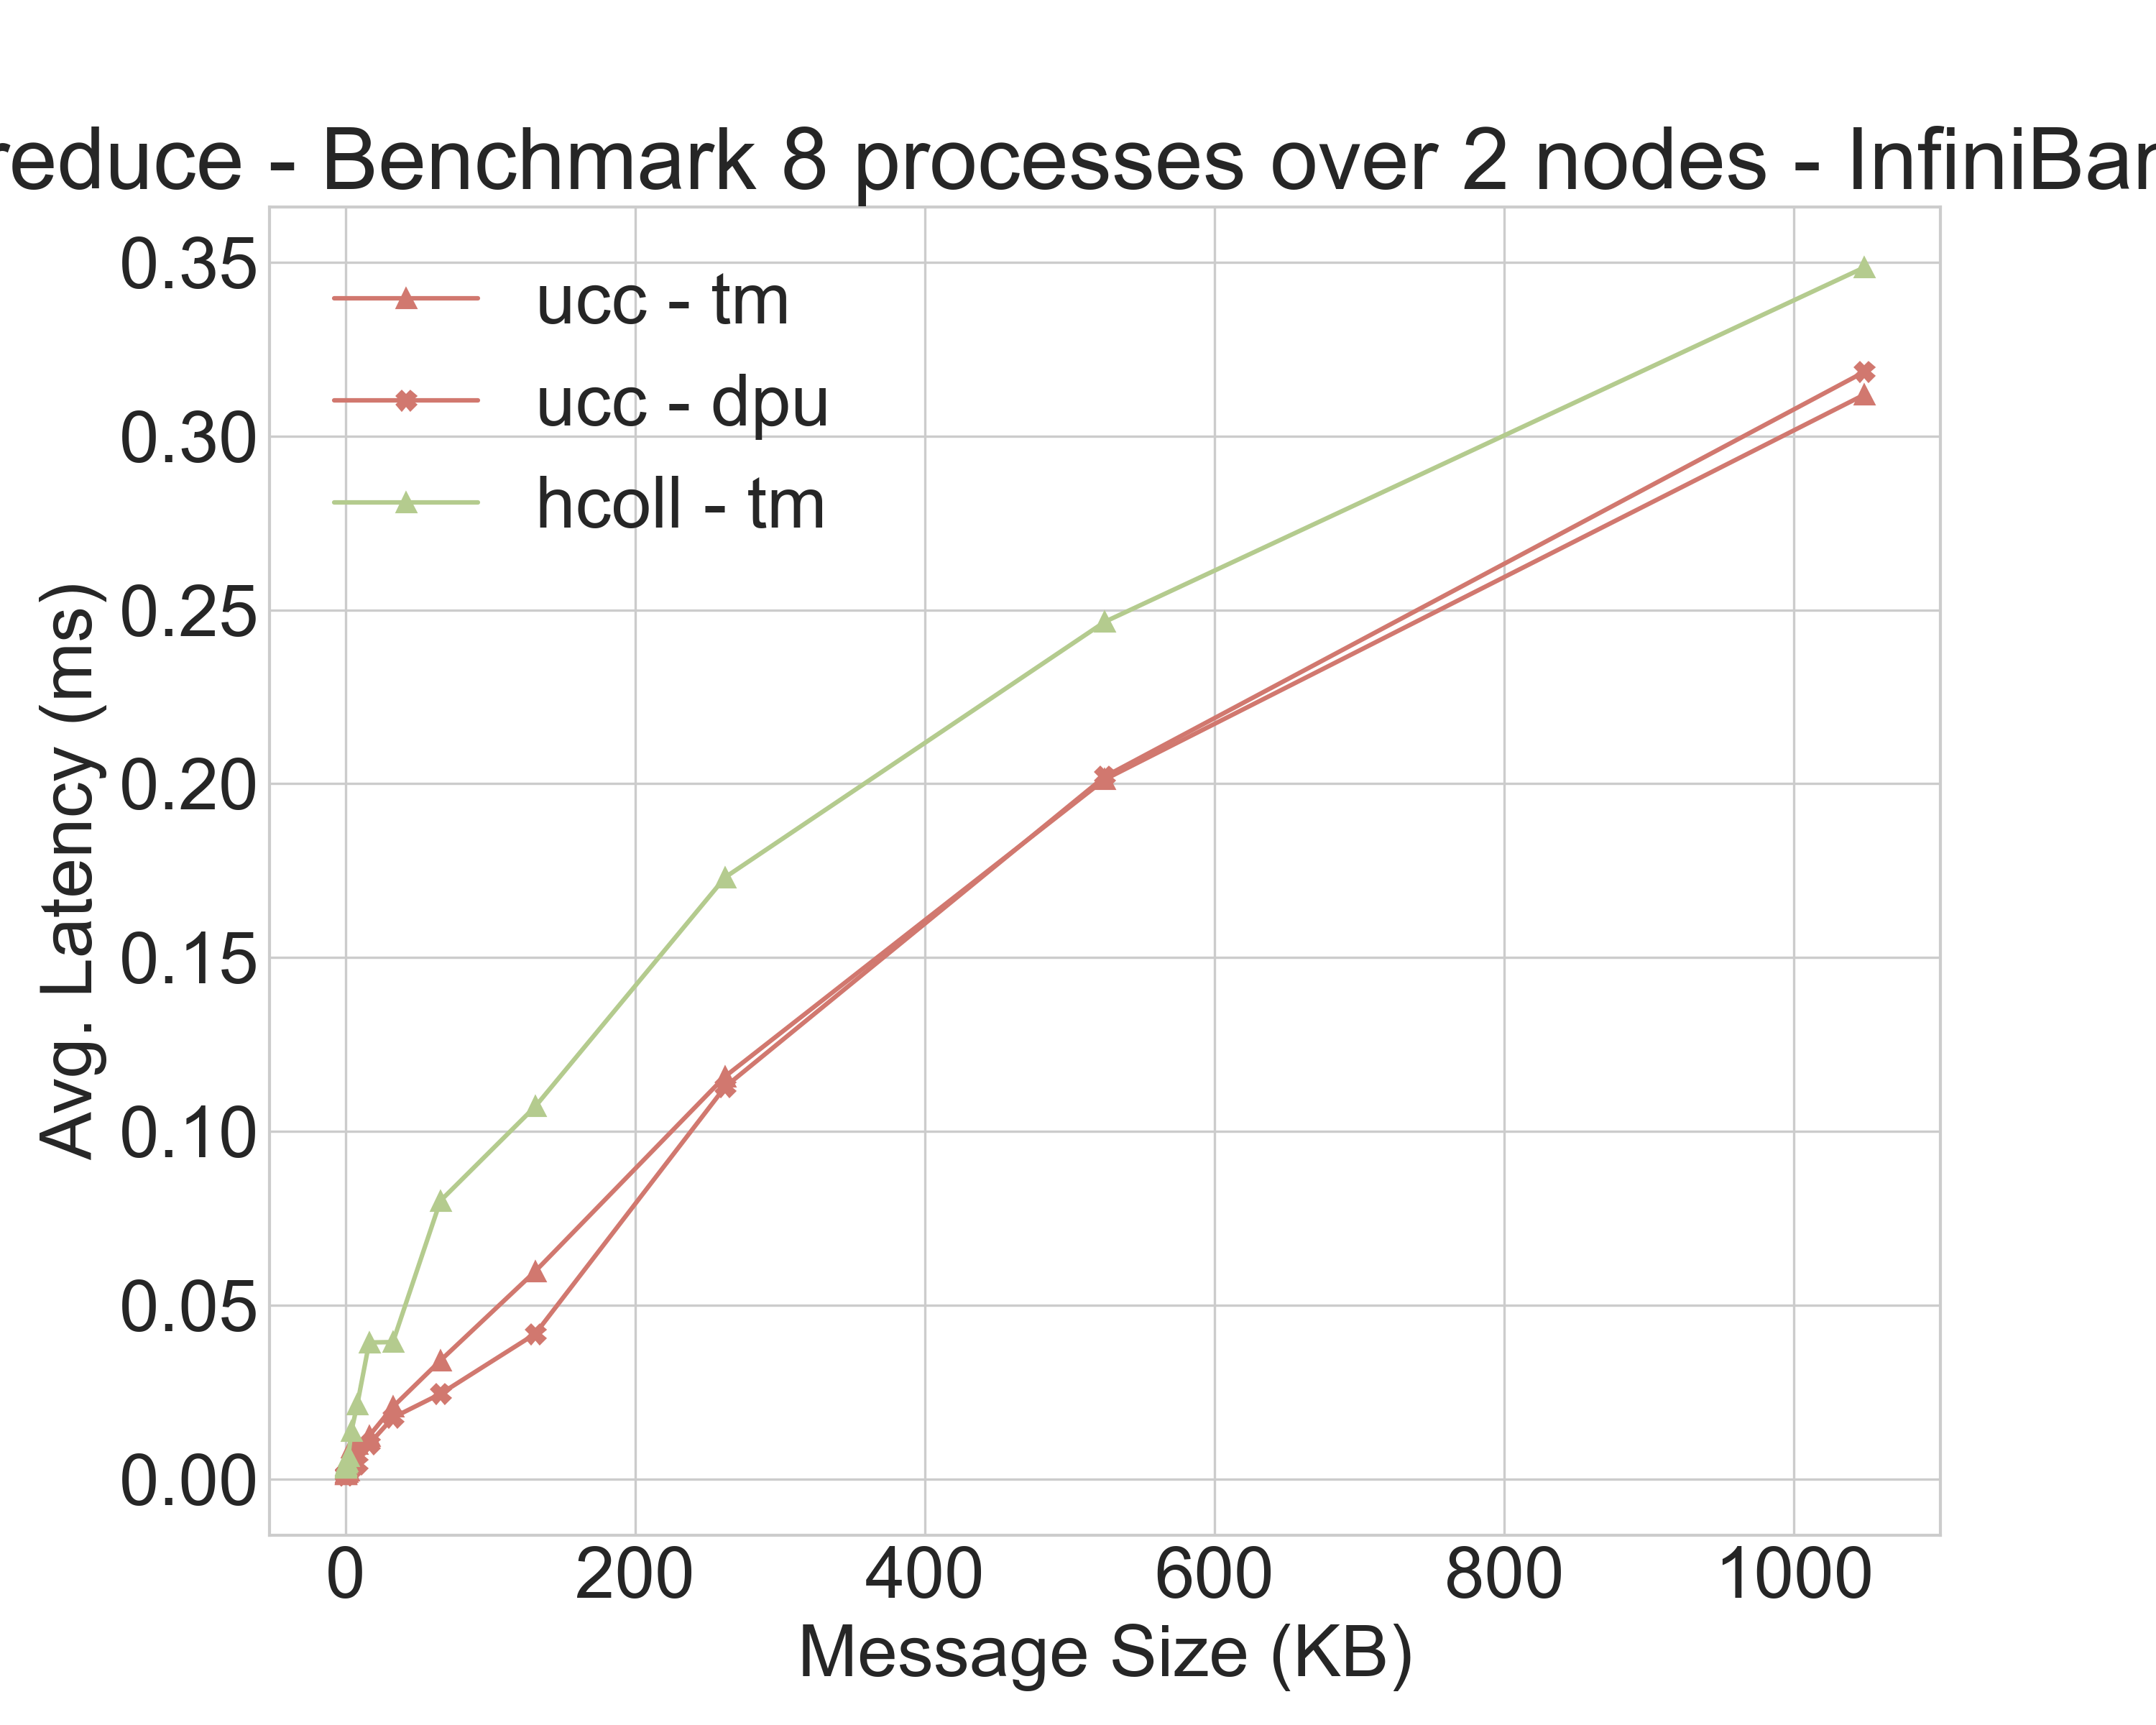 reduce - Benchmark 8 processes over 2 nodes - InfiniBan
0.35
0.30
0.25
0.20
0.15
0.10
0.05
0.00
Avg. Latency (ms)
ucc - tm
ucc - dpu
hcoll - tm
0 200 400 600 800 1000
Message Size (KB)